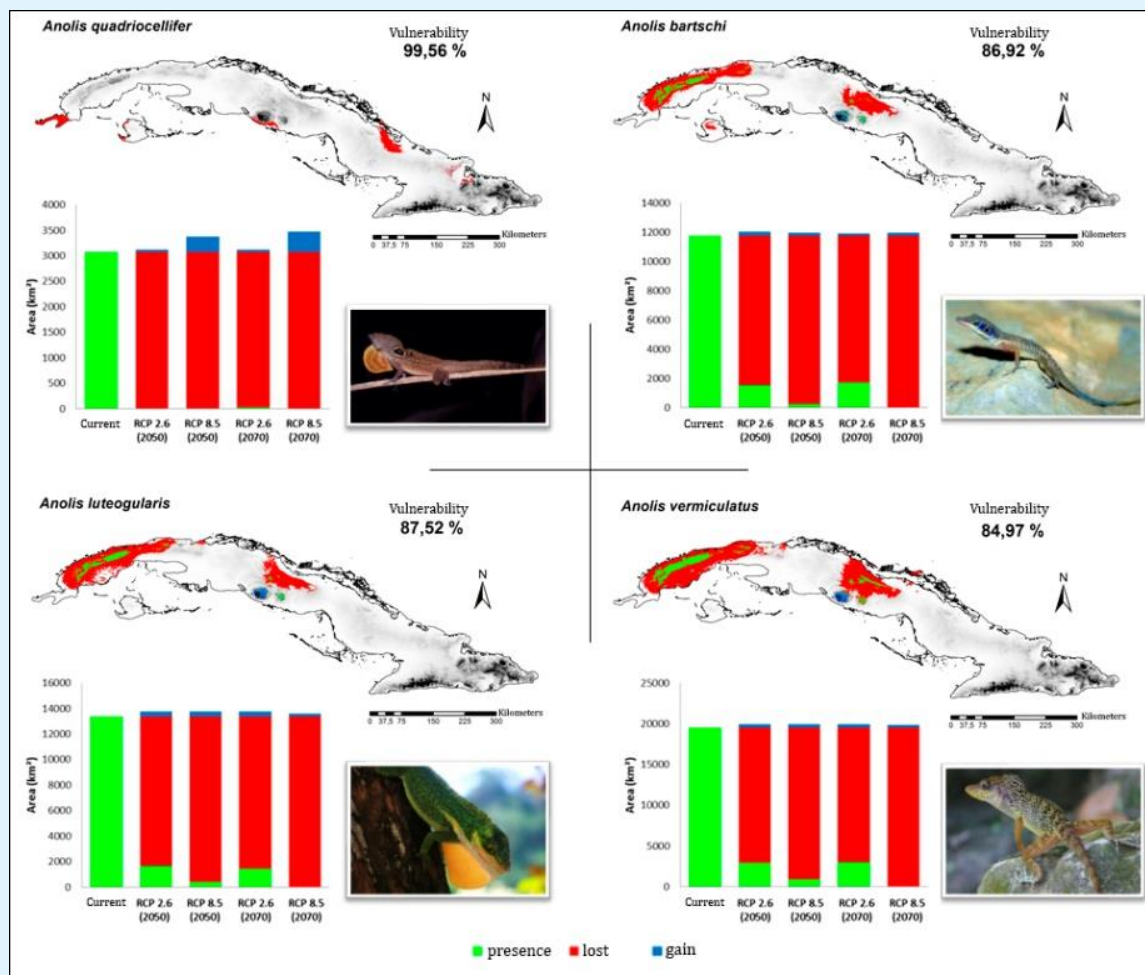 Anolis quadriocellifer
Vulnerability
99,56 %
N
Kilometers
0 37,5 75 150 225 300
4000
3500
3000
2500
2000
1500
1000
500
0
Area (km²)
Current
RCP 2.6 (2050)
RCP 8.5 (2050)
RCP 2.6 (2070)
RCP 8.5 (2070)
Anolis bartschi
Vulnerability
86,92 %
N
Kilometers
0 37,5 75 150 225 300
14000
12000
10000
8000
6000
4000
2000
0
Area (km²)
Current
RCP 2.6 (2050)
RCP 8.5 (2050)
RCP 2.6 (2070)
RCP 8.5 (2070)
Anolis luteogularis
Vulnerability
87,52 %
N
Kilometers
0 37,5 75 150 225 300
16000
14000
12000
10000
8000
6000
4000
2000
0
Area (km²)
Current
RCP 2.6 (2050)
RCP 8.5 (2050)
RCP 2.6 (2070)
RCP 8.5 (2070)
Anolis vermiculatus
Vulnerability
84,97 %
N
Kilometers
0 37,5 75 150 225 300
25000
20000
15000
10000
5000
0
Area (km²)
Current
RCP 2.6 (2050)
RCP 8.5 (2050)
RCP 2.6 (2070)
RCP 8.5 (2070)
presence lost gain